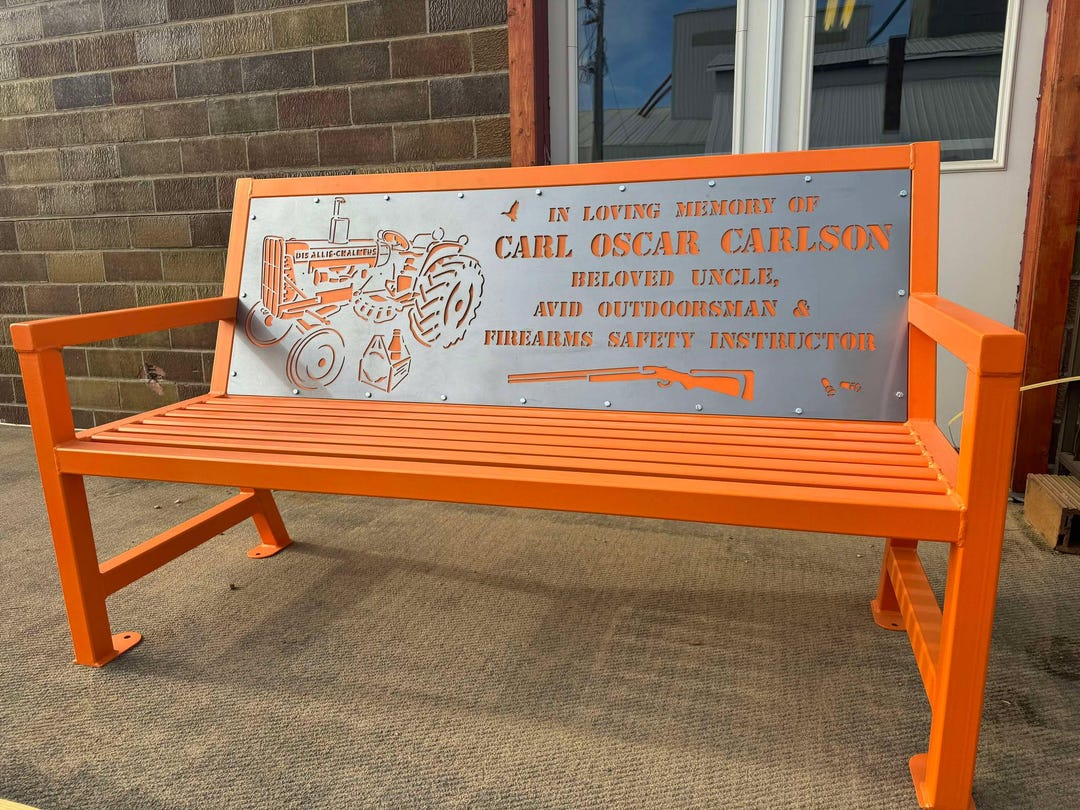 D15 ALLIS-CHALMERS
IN LOVING MEMORY OF
CARL OSCAR CARLSON
BELOVED UNCLE,
AVID OUTDOORSMAN &
FIREARMS SAFETY INSTRUCTOR